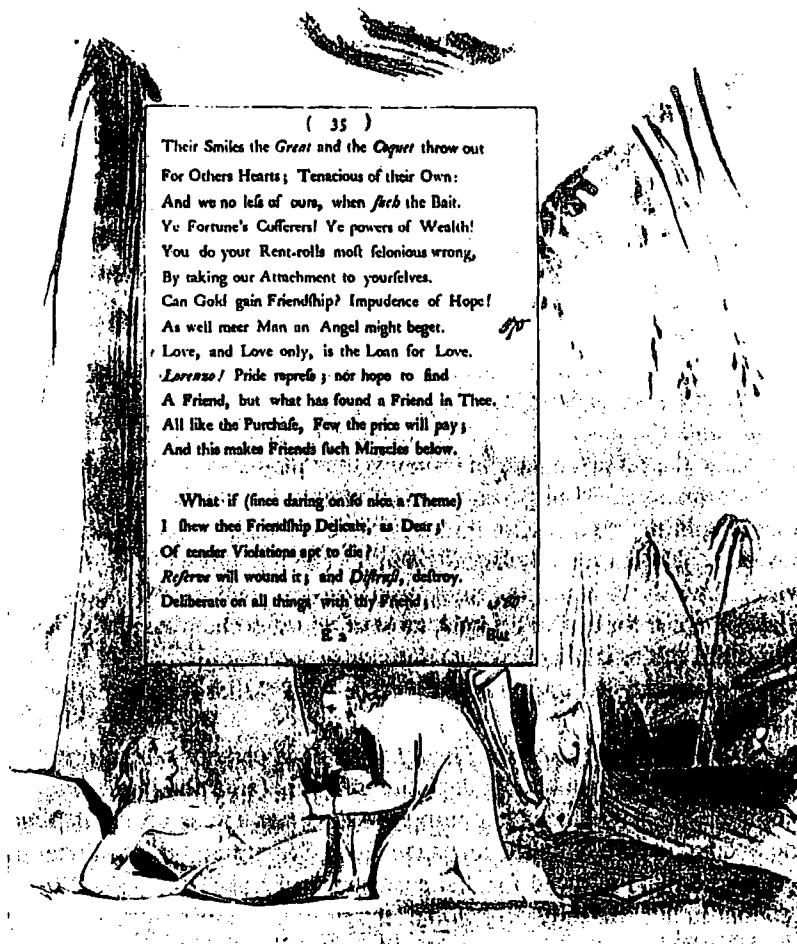 ( 35 )
Their Smiles the Great and the Coquet throw out
For Others Hearts; Tenacious of their Own:
And we no leſs of ours, when ſuch the Bait.
Ye Fortune's Cofferers! Ye powers of Wealth!
You do your Rent-rolls moſt felonious wrong,
By taking our Attachment to yourſelves.
Can Gold gain Friendſhip? Impudence of Hope!
As well meer Man an Angel might beget.
570
Love, and Love only, is the Loan for Love.
Lorenzo! Pride repreſs; nor hope to find
A Friend, but what has found a Friend in Thee.
All like the Purchaſe, Few the price will pay;
And this makes Friends ſuch Miracles below.
What if (ſince daring on ſo nice a Theme)
I ſhew thee Friendſhip Delicate, as Dear;
Of tender Violations apt to die?
Reſerve will wound it; and Diſtruſt, deſtroy.
Deliberate on all things with thy Friend;
But